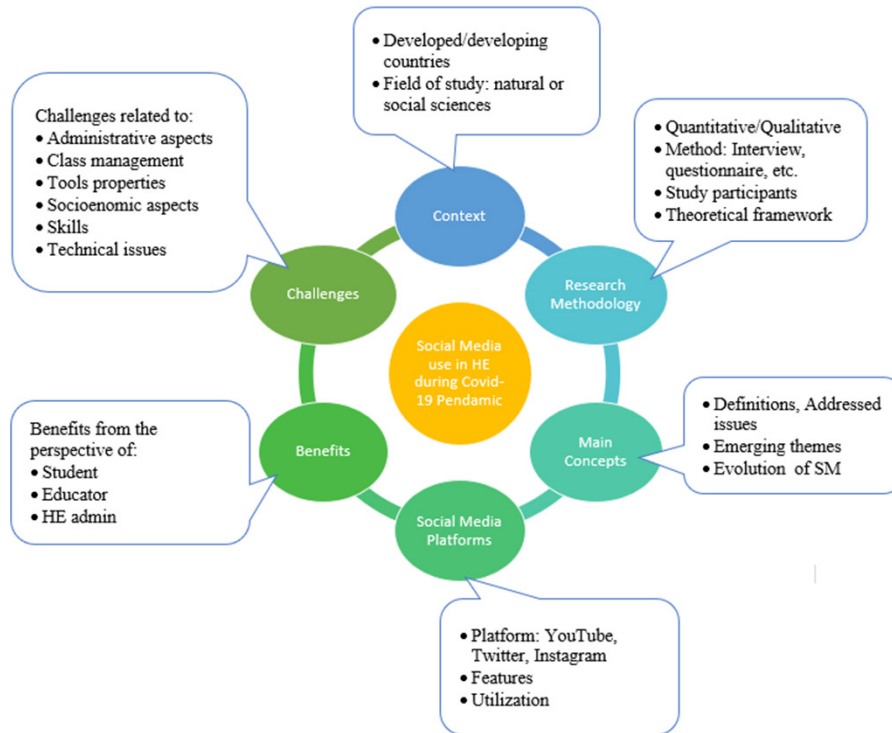 • Developed/developing
countries
• Field of study: natural or
social sciences
Challenges related to:
• Administrative aspects
• Class management
• Tools properties
• Socioenomic aspects
• Skills
• Technical issues
• Quantitative/Qualitative
• Method: Interview,
questionnaire, etc.
• Study participants
• Theoretical framework
Context
Challenges
Research
Methodology
Social Media
use in HE
during Covid-
19 Pendamic
Benefits from the
perspective of:
• Student
• Educator
• HE admin
Benefits
Main
Concepts
• Definitions, Addressed
issues
• Emerging themes
• Evolution of SM
Social Media
Platforms
• Platform: YouTube,
Twitter, Instagram
• Features
• Utilization